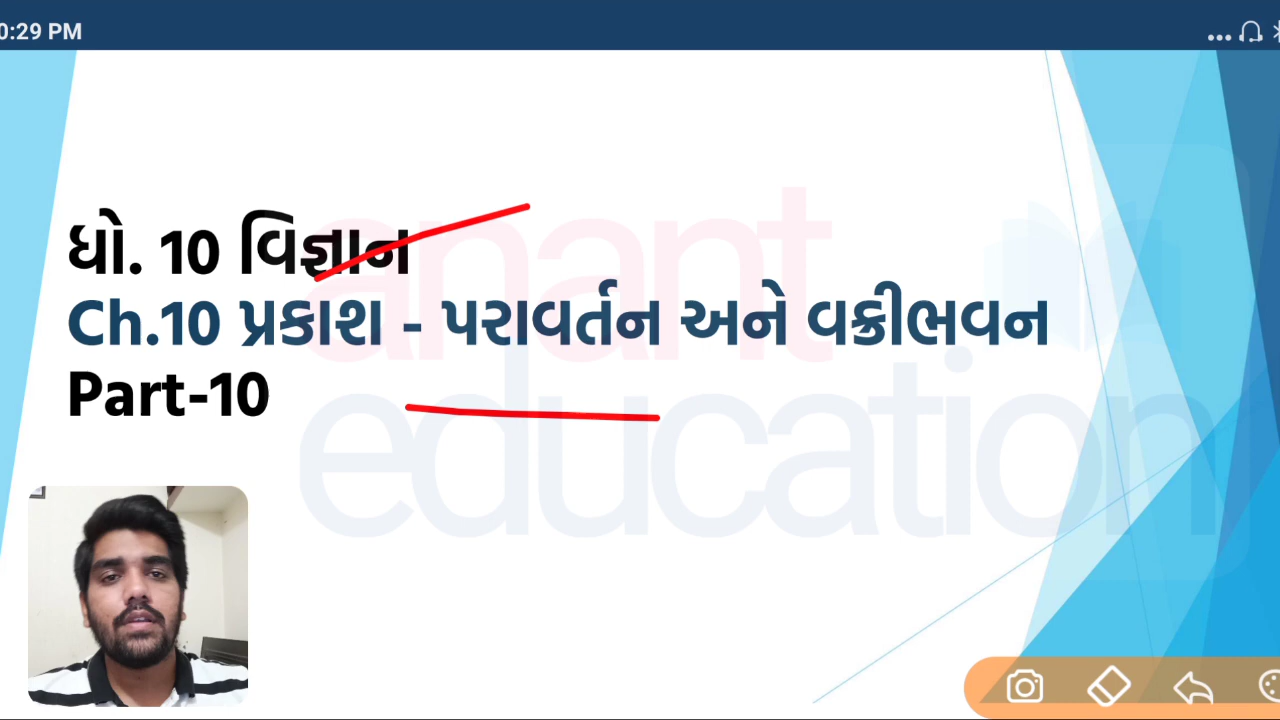 0:29 PM
ધો. 10 વિજ્ઞાન
Ch.10 પ્રકાશ - પરાવર્તન અને વક્રીભવન
Part-10
anant
education